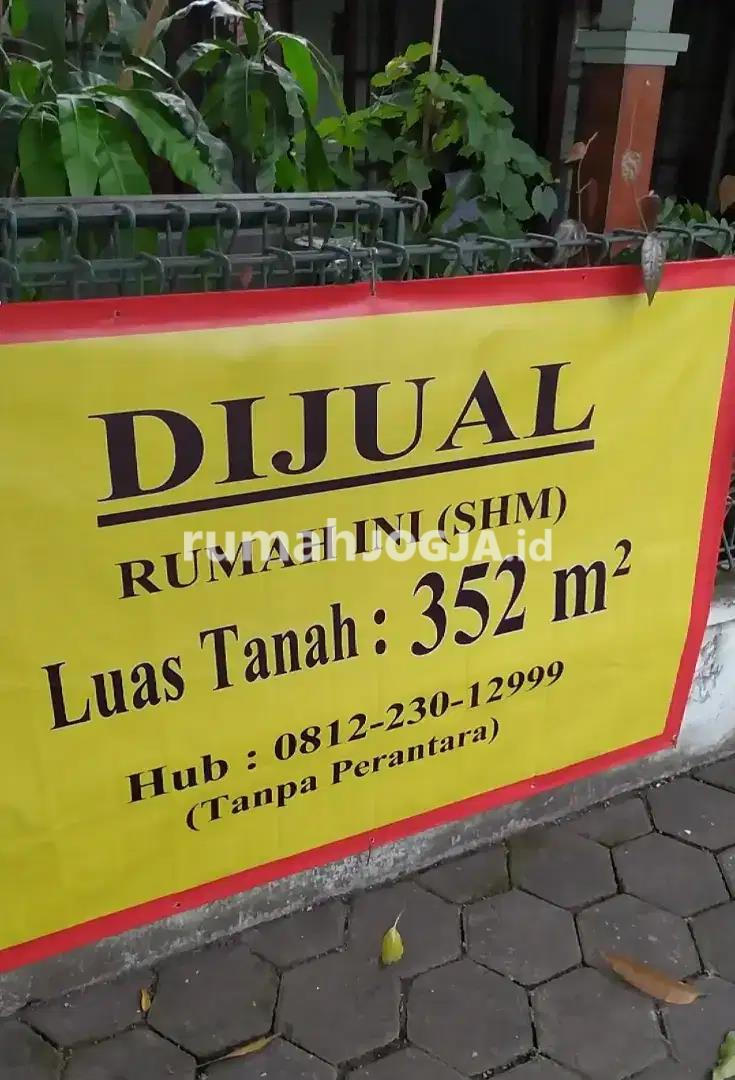 DIJUAL
RUMAH INI (SHM)
rumahJOGJA.id
Luas Tanah : 352 m²
Hub : 0812-230-12999
(Tanpa Perantara)